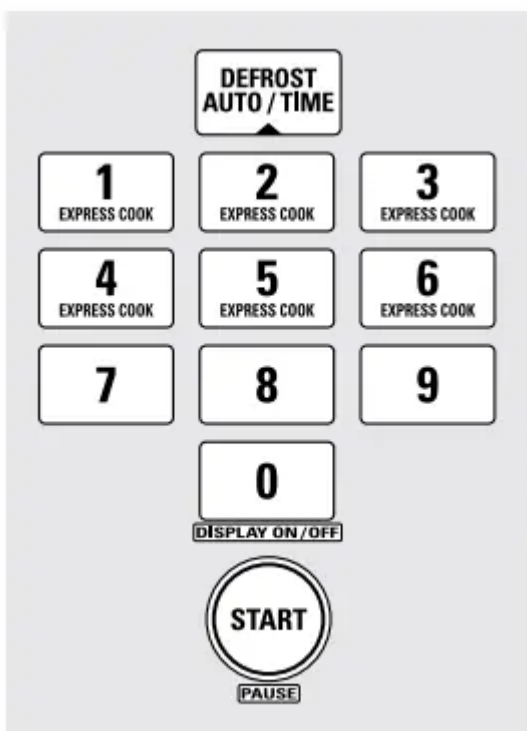 DEFROST
AUTO / TIME
1 2 3
EXPRESS COOK EXPRESS COOK EXPRESS COOK
4 5 6
EXPRESS COOK EXPRESS COOK EXPRESS COOK
7 8 9
0
DISPLAY ON/OFF
START
PAUSE